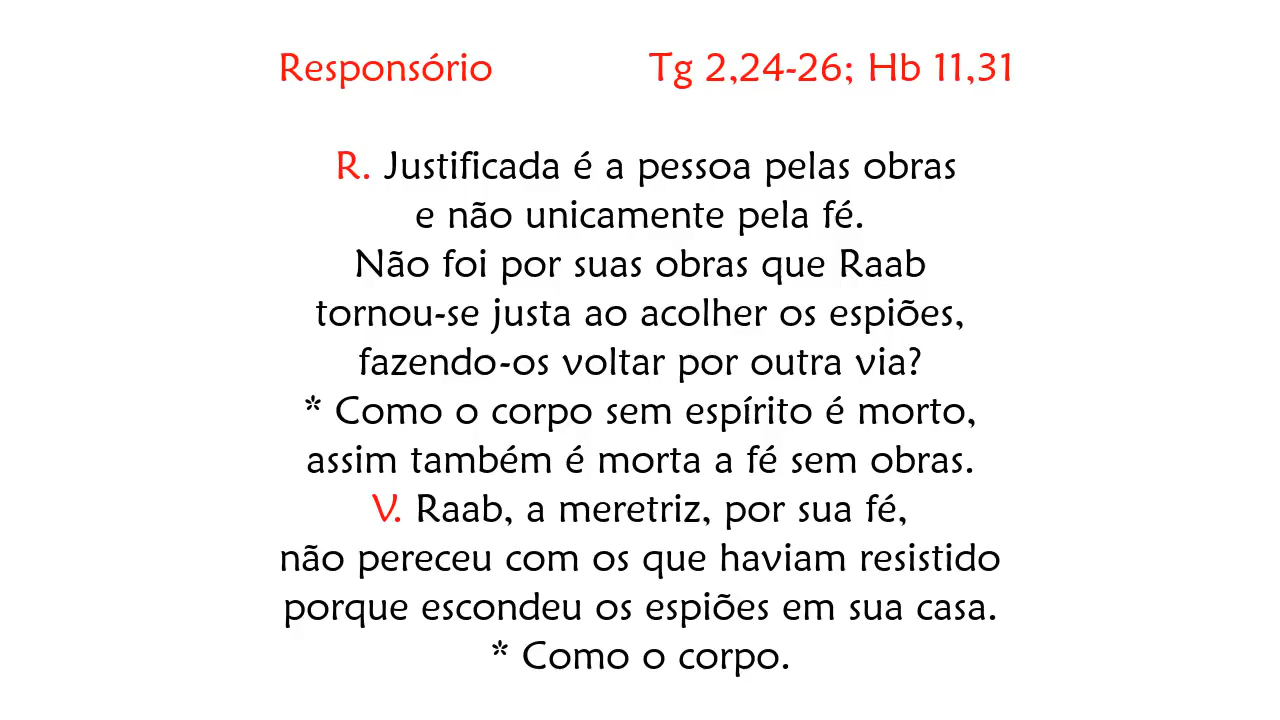 Responsório Tg 2,24-26; Hb 11,31
R. Justificada é a pessoa pelas obras
e não unicamente pela fé.
Não foi por suas obras que Raab
tornou-se justa ao acolher os espiões,
fazendo-os voltar por outra via?
* Como o corpo sem espírito é morto,
assim também é morta a fé sem obras.
V. Raab, a meretriz, por sua fé,
não pereceu com os que haviam resistido
porque escondeu os espiões em sua casa.
* Como o corpo.